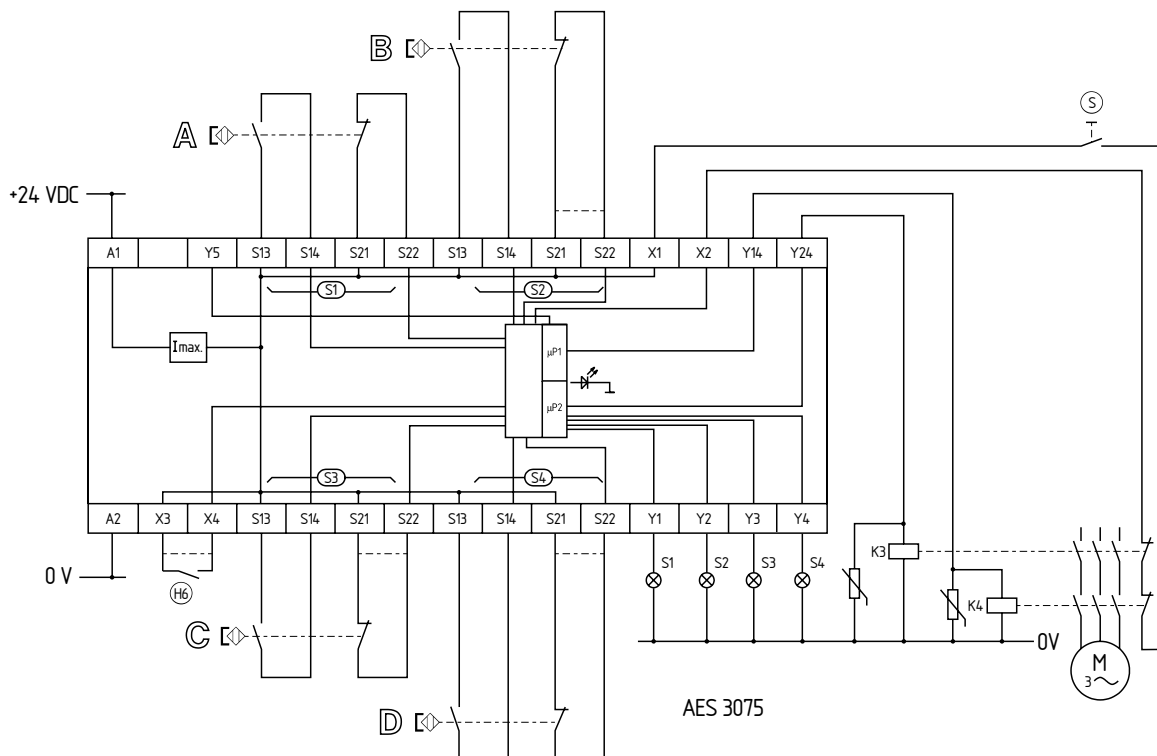 B
S
A
+24 VDC
A1 Y5 S13 S14 S21 S22 S13 S14 S21 S22 X1 X2 Y14 Y24
S1 S2
Imax.
µP1
µP2
S3 S4
A2 X3 X4 S13 S14 S21 S22 S13 S14 S21 S22 Y1 Y2 Y3 Y4
K3
S1 S2 S3 S4
0 V
H6
K4
C
0V
M
3
D
AES 3075